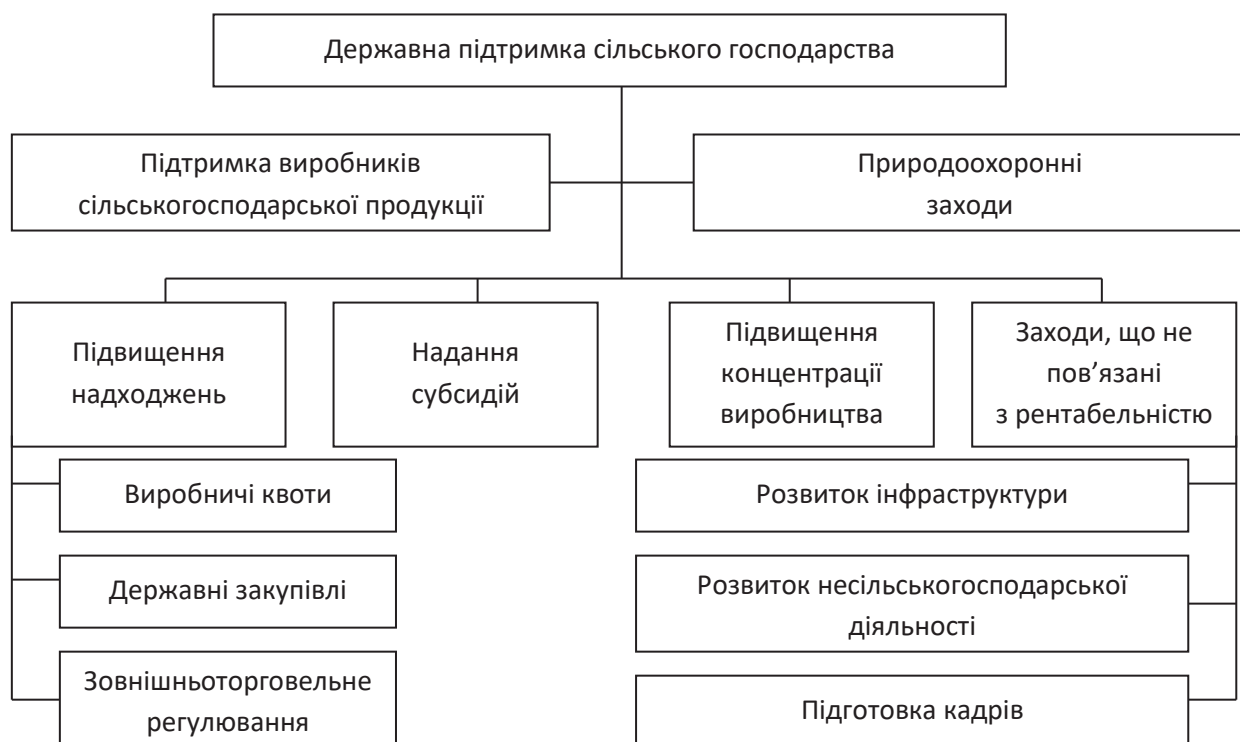 Державна підтримка сільського господарства
Підтримка виробників
сільськогосподарської продукції
Природоохоронні
заходи
Підвищення
надходжень
Надання
субсидій
Підвищення
концентрації
виробництва
Заходи, що не
пов’язані
з рентабельністю
Виробничі квоти
Державні закупівлі
Зовнішньоторговельне
регулювання
Розвиток інфраструктури
Розвиток несільськогосподарської
діяльності
Підготовка кадрів